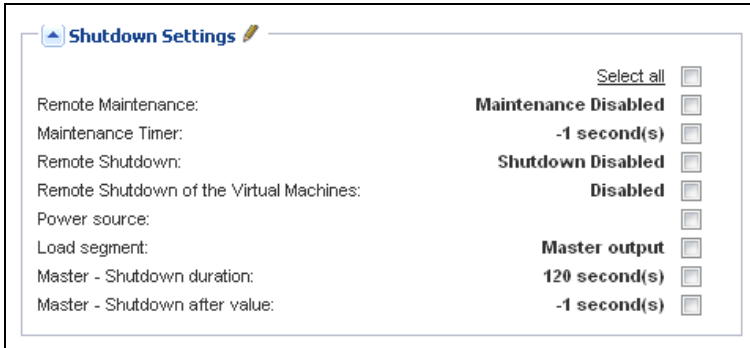 Shutdown Settings
Select all
Remote Maintenance: Maintenance Disabled
Maintenance Timer: -1 second(s)
Remote Shutdown: Shutdown Disabled
Remote Shutdown of the Virtual Machines: Disabled
Power source:
Load segment: Master output
Master - Shutdown duration: 120 second(s)
Master - Shutdown after value: -1 second(s)